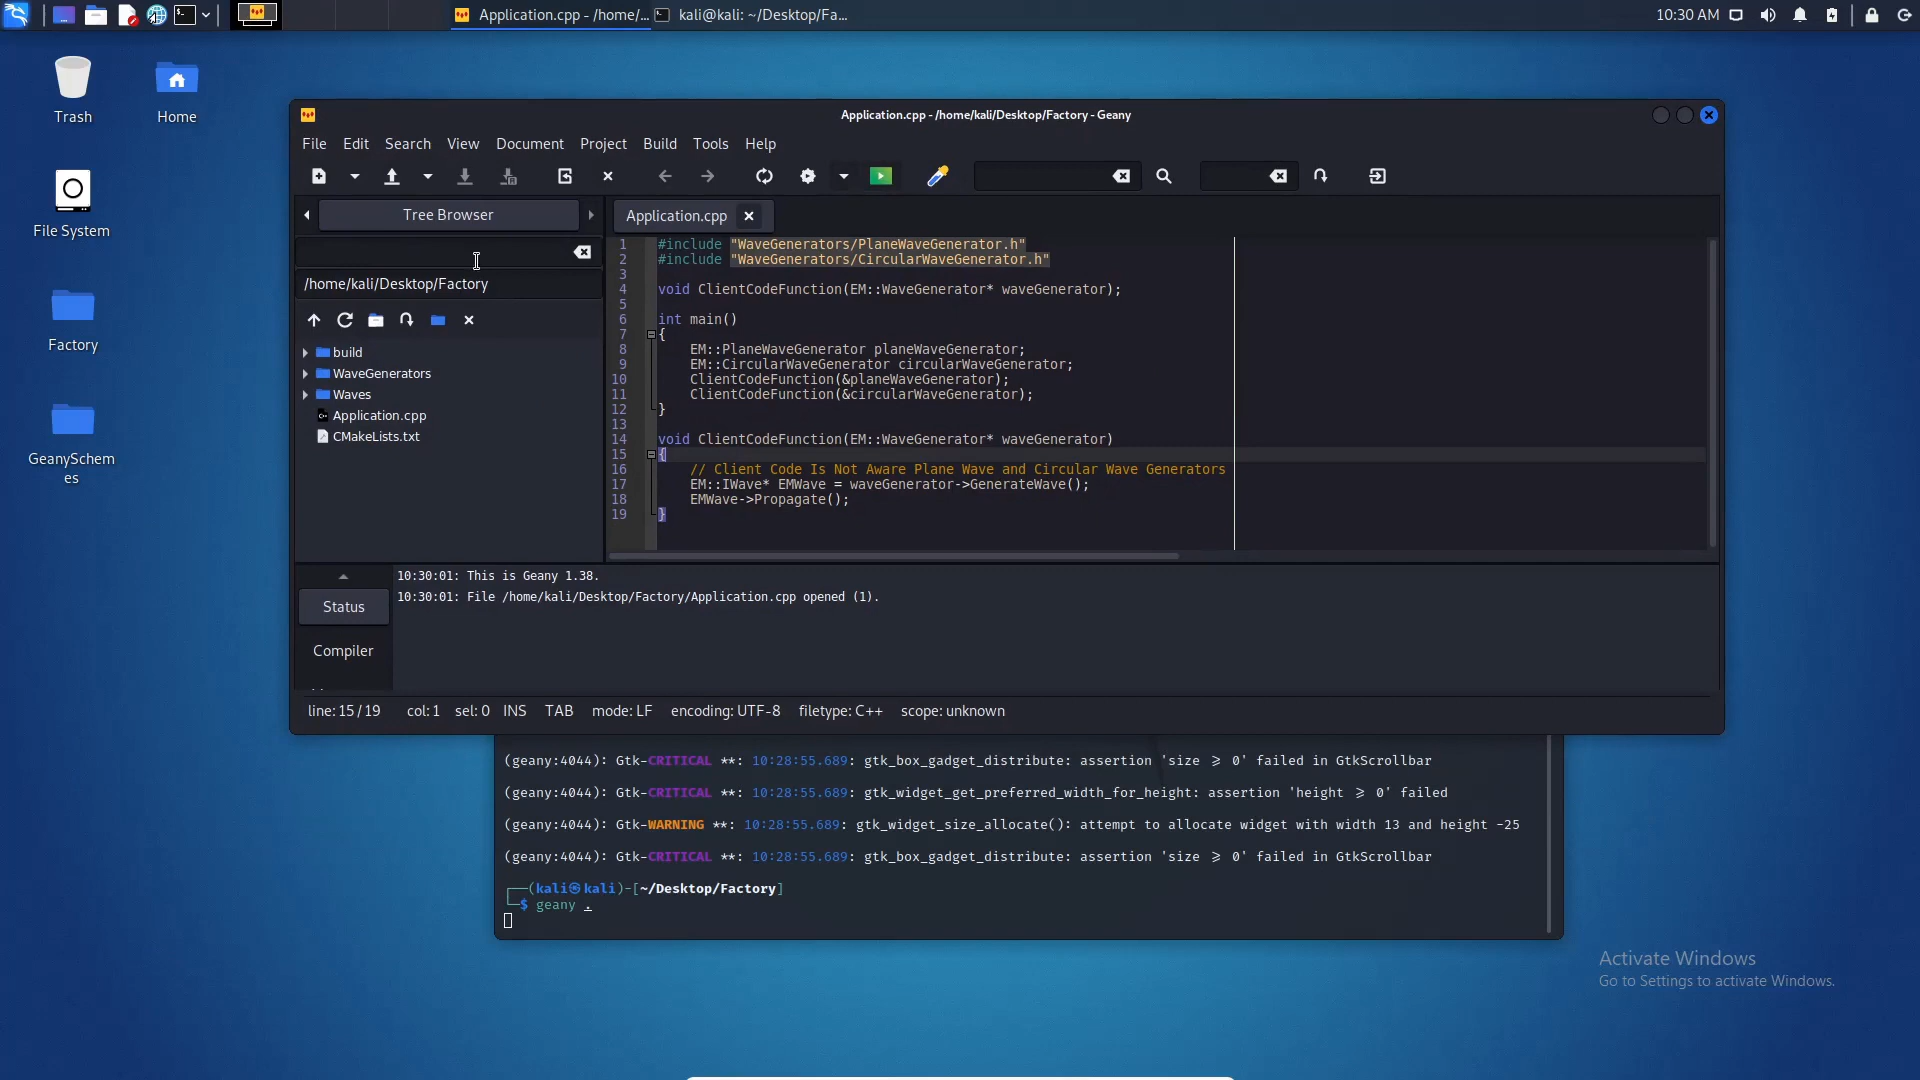 Application.cpp - /home/...
kali@kali: ~/Desktop/Fa...
10:30 AM
Trash
Home
File System
Factory
GeanySchem
es
Application.cpp - /home/kali/Desktop/Factory - Geany
File Edit Search View Document Project Build Tools Help
Tree Browser
/home/kali/Desktop/Factory
build
WaveGenerators
Waves
Application.cpp
CMakeLists.txt
Application.cpp
1 #include "WaveGenerators/PlaneWaveGenerator.h"
2 #include "WaveGenerators/CircularWaveGenerator.h"
3
4 void ClientCodeFunction(EM::WaveGenerator* waveGenerator);
5
6 int main()
7 {
8 EM::PlaneWaveGenerator planeWaveGenerator;
9 EM::CircularWaveGenerator circularWaveGenerator;
10 ClientCodeFunction(&planeWaveGenerator);
11 ClientCodeFunction(&circularWaveGenerator);
12 }
13
14 void ClientCodeFunction(EM::WaveGenerator* waveGenerator)
15 {
16 // Client Code Is Not Aware Plane Wave and Circular Wave Generators
17 EM::IWave* EMWave = waveGenerator->GenerateWave();
18 EMWave->Propagate();
19 }
Status
Compiler
10:30:01: This is Geany 1.38.
10:30:01: File /home/kali/Desktop/Factory/Application.cpp opened (1).
line: 15 / 19 col: 1 sel: 0 INS TAB mode: LF encoding: UTF-8 filetype: C++ scope: unknown
(geany:4044): Gtk-CRITICAL **: 10:28:55.689: gtk_box_gadget_distribute: assertion 'size ≥ 0' failed in GtkScrollbar
(geany:4044): Gtk-CRITICAL **: 10:28:55.689: gtk_widget_get_preferred_width_for_height: assertion 'height ≥ 0' failed
(geany:4044): Gtk-WARNING **: 10:28:55.689: gtk_widget_size_allocate(): attempt to allocate widget with width 13 and height -25
(geany:4044): Gtk-CRITICAL **: 10:28:55.689: gtk_box_gadget_distribute: assertion 'size ≥ 0' failed in GtkScrollbar
┌──(kali㉿kali)-[~/Desktop/Factory]
└─$ geany .
Activate Windows
Go to Settings to activate Windows.